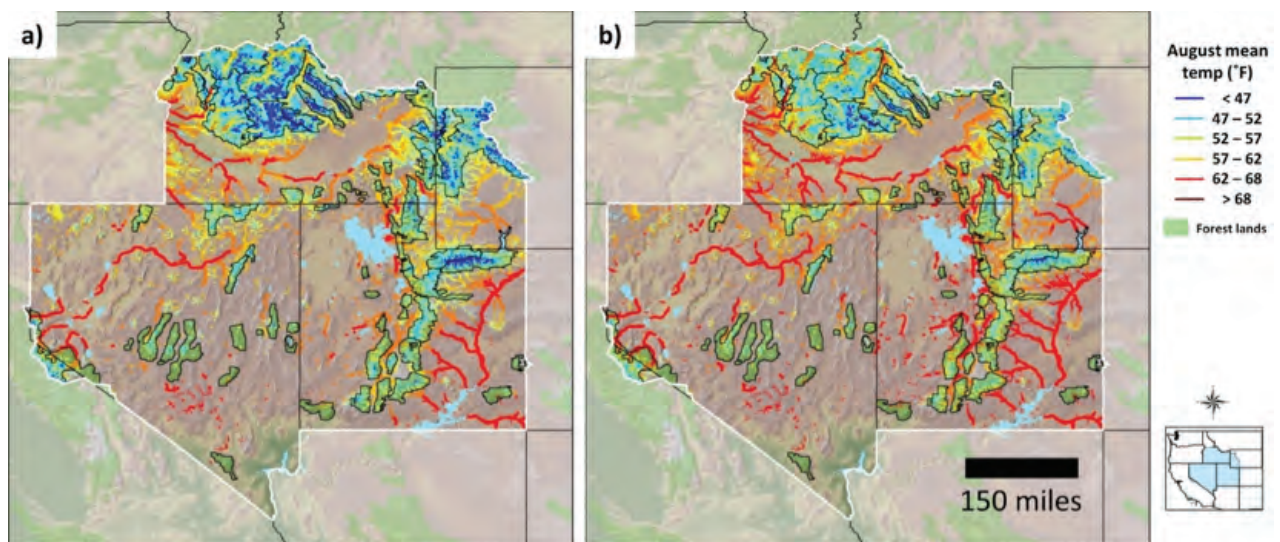 a)
b)
150 miles
August mean
temp (˚F)
< 47
47 – 52
52 – 57
57 – 62
62 – 68
> 68
Forest lands